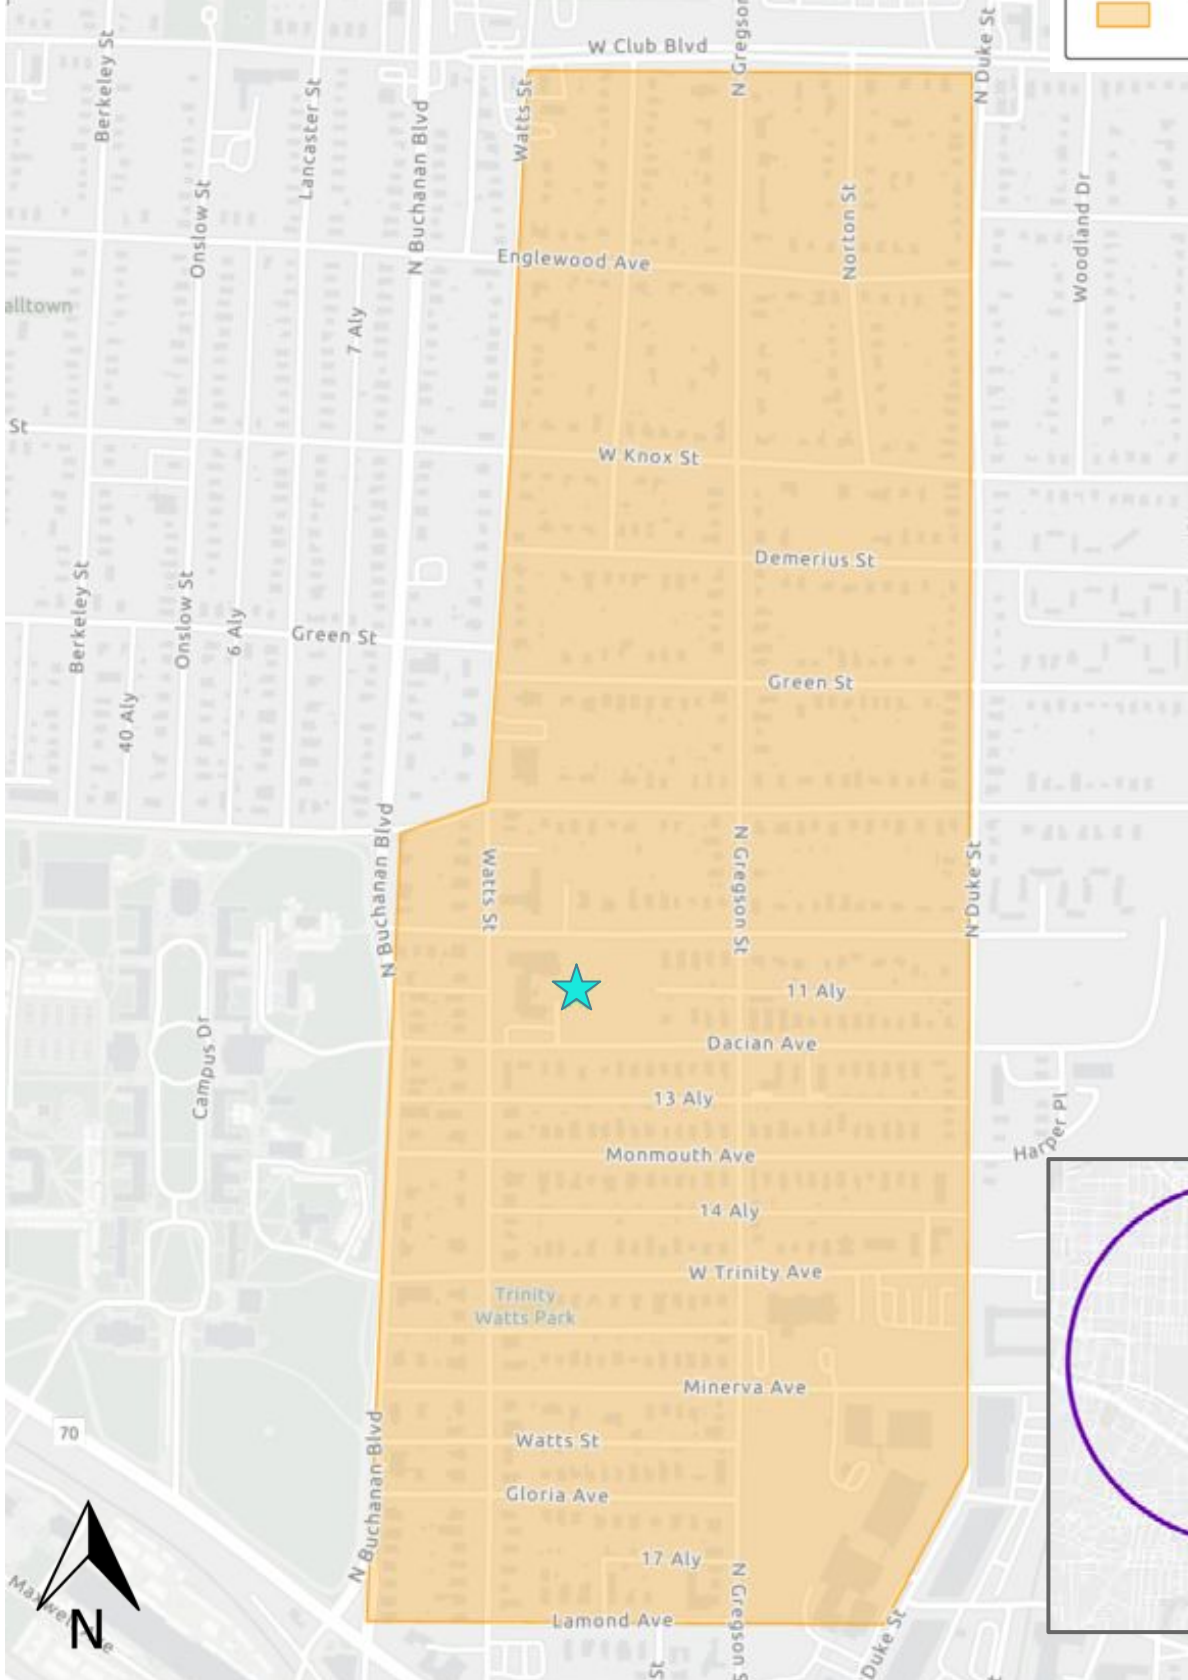 W Club Blvd
N Gregson
N Duke St
Berkeley St
Lancaster St
N Buchanan Blvd
Watts St
Onslow St
Norton St
Woodland Dr
Englewood Ave
alltown
7 Aly
St
W Knox St
Demerius St
Berkeley St
Onslow St
6 Aly
Green St
Green St
40 Aly
N Buchanan Blvd
Watts St
N Gregson St
N Duke St
11 Aly
Campus Dr
Dacian Ave
13 Aly
Harper Pl
Monmouth Ave
14 Aly
W Trinity Ave
Trinity
Watts Park
Minerva Ave
70
N Buchanan Blvd
Watts St
Gloria Ave
17 Aly
N Gregson S
Lamond Ave
Duke St
St
N